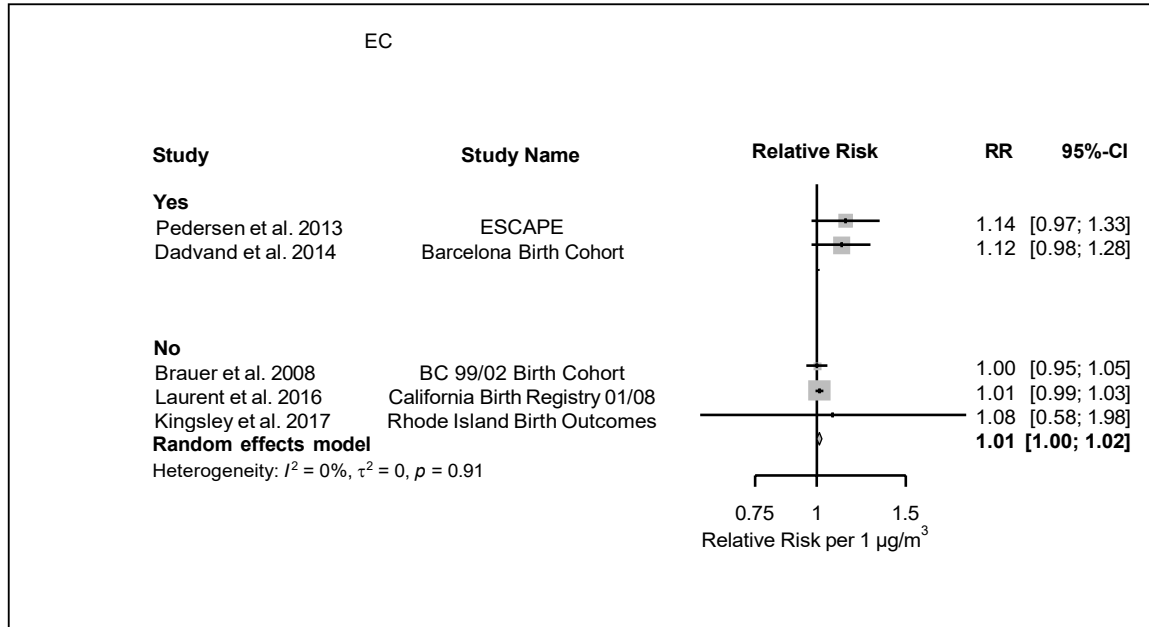 EC
Study Study Name Relative Risk RR 95%-CI
Yes
Pedersen et al. 2013 ESCAPE 1.14 [0.97; 1.33]
Dadvand et al. 2014 Barcelona Birth Cohort 1.12 [0.98; 1.28]
No
Brauer et al. 2008 BC 99/02 Birth Cohort 1.00 [0.95; 1.05]
Laurent et al. 2016 California Birth Registry 01/08 1.01 [0.99; 1.03]
Kingsley et al. 2017 Rhode Island Birth Outcomes 1.08 [0.58; 1.98]
Random effects model 1.01 [1.00; 1.02]
Heterogeneity: I² = 0%, τ² = 0, p = 0.91
0.75 1 1.5
Relative Risk per 1 µg/m³